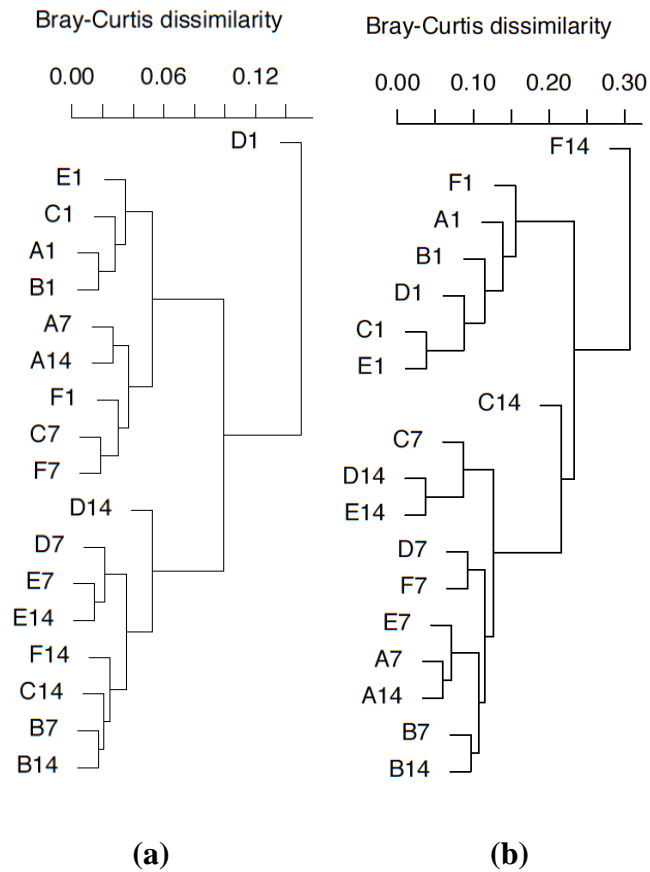 Bray-Curtis dissimilarity
0.00 0.06 0.12
D1
E1
C1
A1
B1
A7
A14
F1
C7
F7
D14
D7
E7
E14
F14
C14
B7
B14
(a)
Bray-Curtis dissimilarity
0.00 0.10 0.20 0.30
F14
F1
A1
B1
D1
C1
E1
C14
C7
D14
E14
D7
F7
E7
A7
A14
B7
B14
(b)